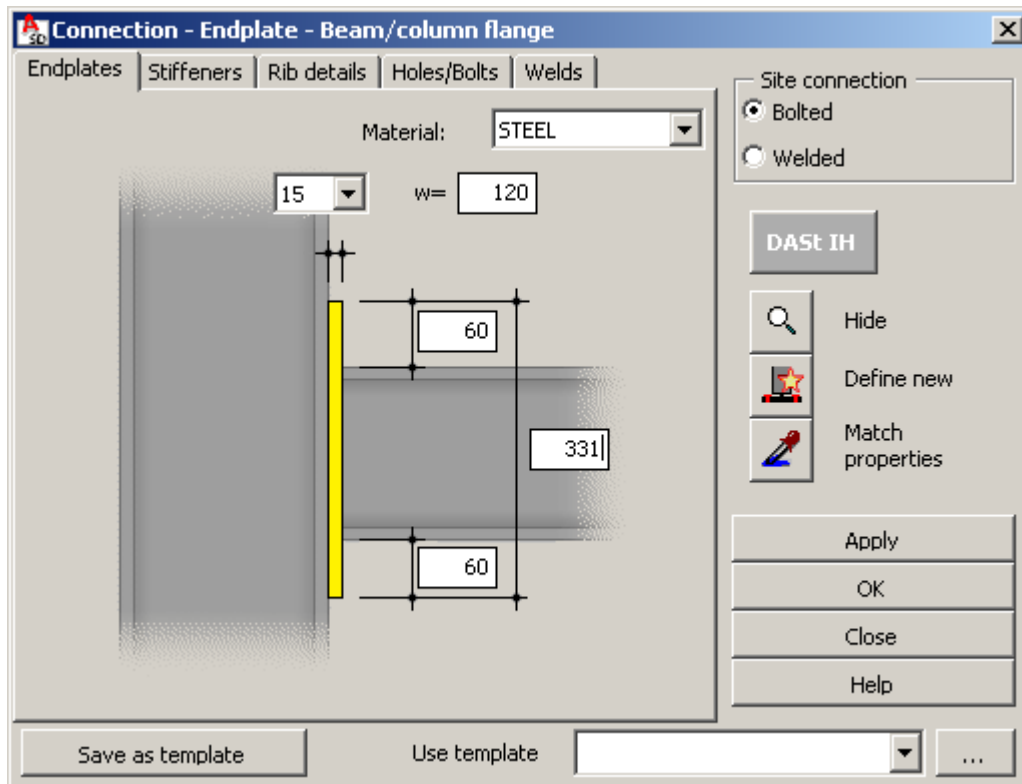 A SD Connection - Endplate - Beam/column flange
Endplates Stiffeners Rib details Holes/Bolts Welds
Site connection
Bolted
Welded
Material: STEEL
15 w= 120
DASt IH
60
Hide
Define new
331
Match
properties
60
Apply
OK
Close
Help
Save as template Use template ...